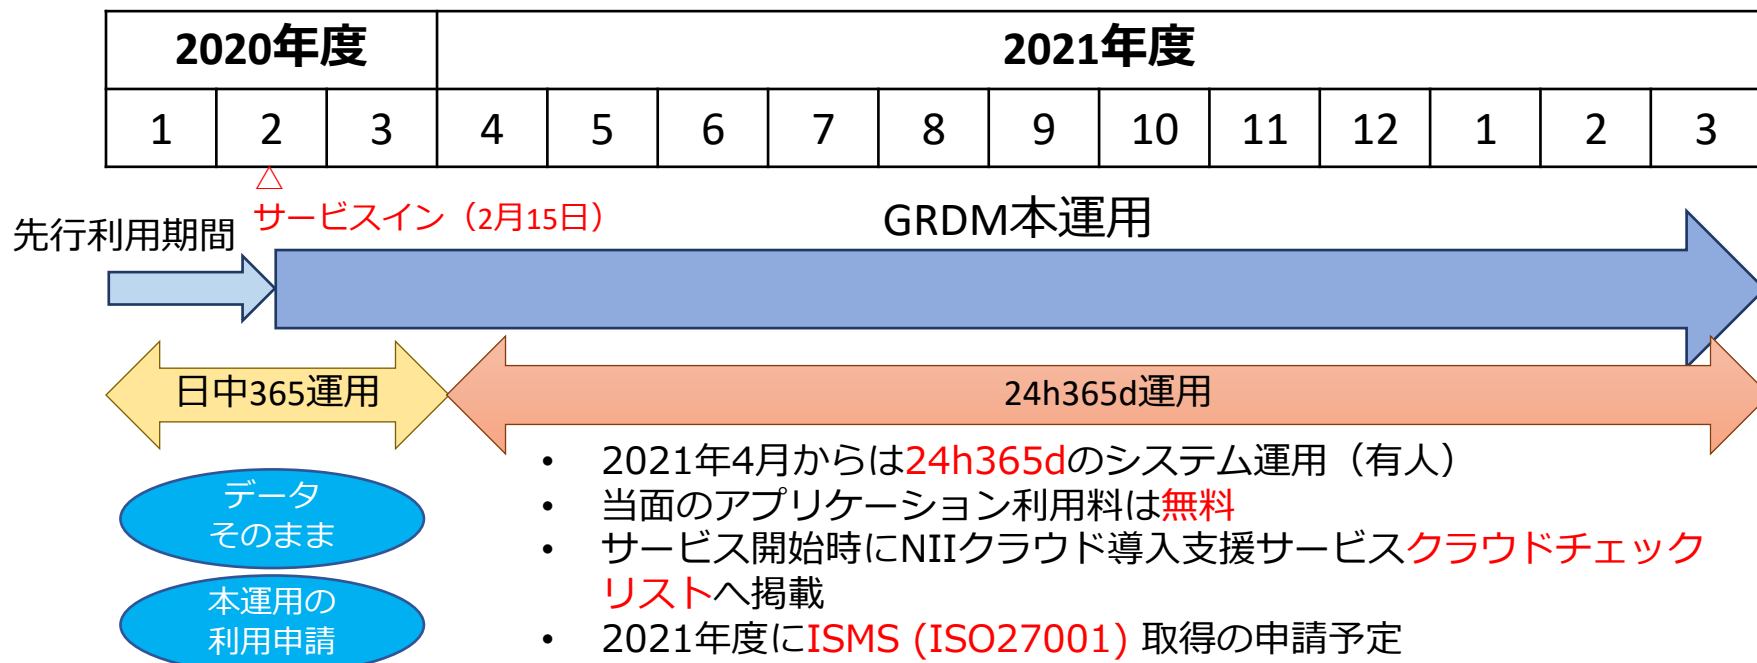 2020年度 2021年度
1 2 3 4 5 6 7 8 9 10 11 12 1 2 3
△
サービスイン（2月15日）
先行利用期間
GRDM本運用
日中365運用
24h365d運用
データ
そのまま
本運用の
利用申請
• 2021年4月からは24h365dのシステム運用（有人）
• 当面のアプリケーション利用料は無料
• サービス開始時にNIIクラウド導入支援サービスクラウドチェック
リストへ掲載
• 2021年度にISMS (ISO27001) 取得の申請予定